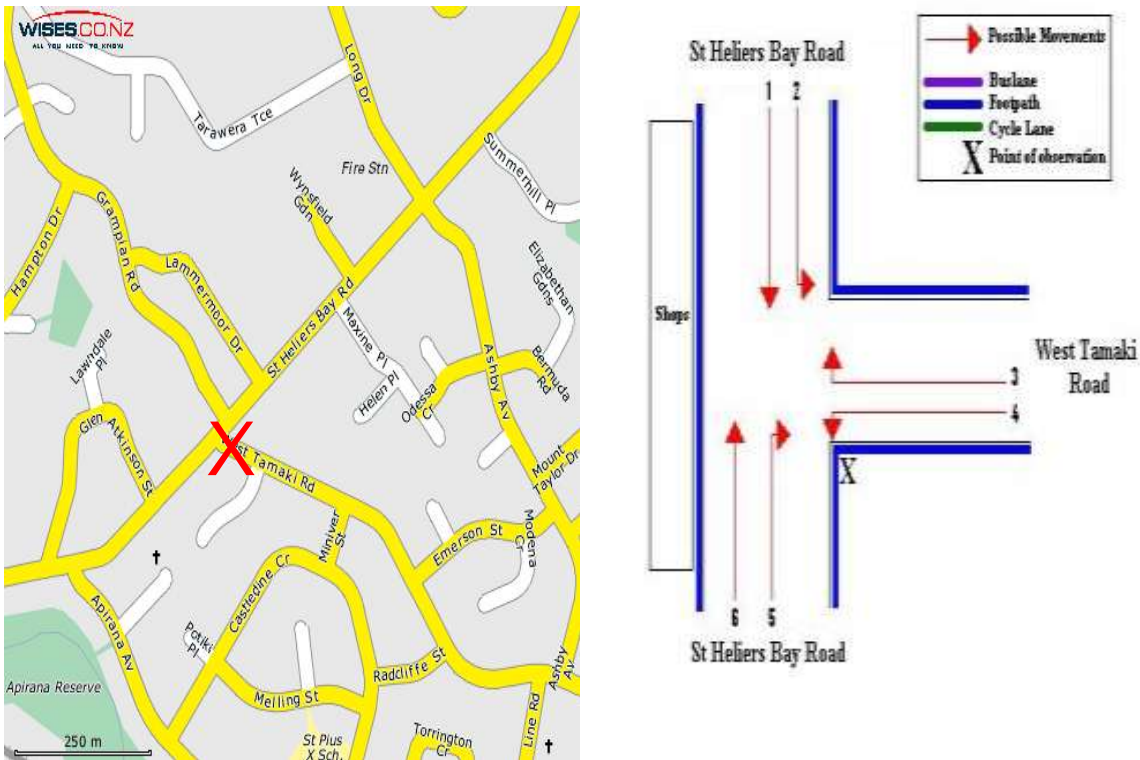 WISES.CO.NZ
ALL YOU NEED TO KNOW
Long Dr
Tarawera Tce
Fire Stn
Summerhill Pl
Wynsfield
Gdn
Hampton Dr
Grampian Rd
Lammermoor Dr
St Heliers Bay Rd
Elizabethan
Gdns
Maxine Pl
Helen Pl
Odessa
Cr
Ashby Av
Bermuda
Rd
Lawndale
Pl
Glen Atkinson St
West Tamaki Rd
Mount
Taylor Dr
Miniver
St
Emerson St
Modena
Cr
Castledine Cr
Apirana Av
Potiki
Pl
Radcliffe St
Ashby
Av
Apirana Reserve
Melling St
Line Rd
250 m
St Pius
X Sch.
Torrington
Cr
St Heliers Bay Road
1 2
Possible Movements
Buslane
Footpath
Cycle Lane
X Point of observation
Shops
West Tamaki
Road
3
4
X
6 5
St Heliers Bay Road